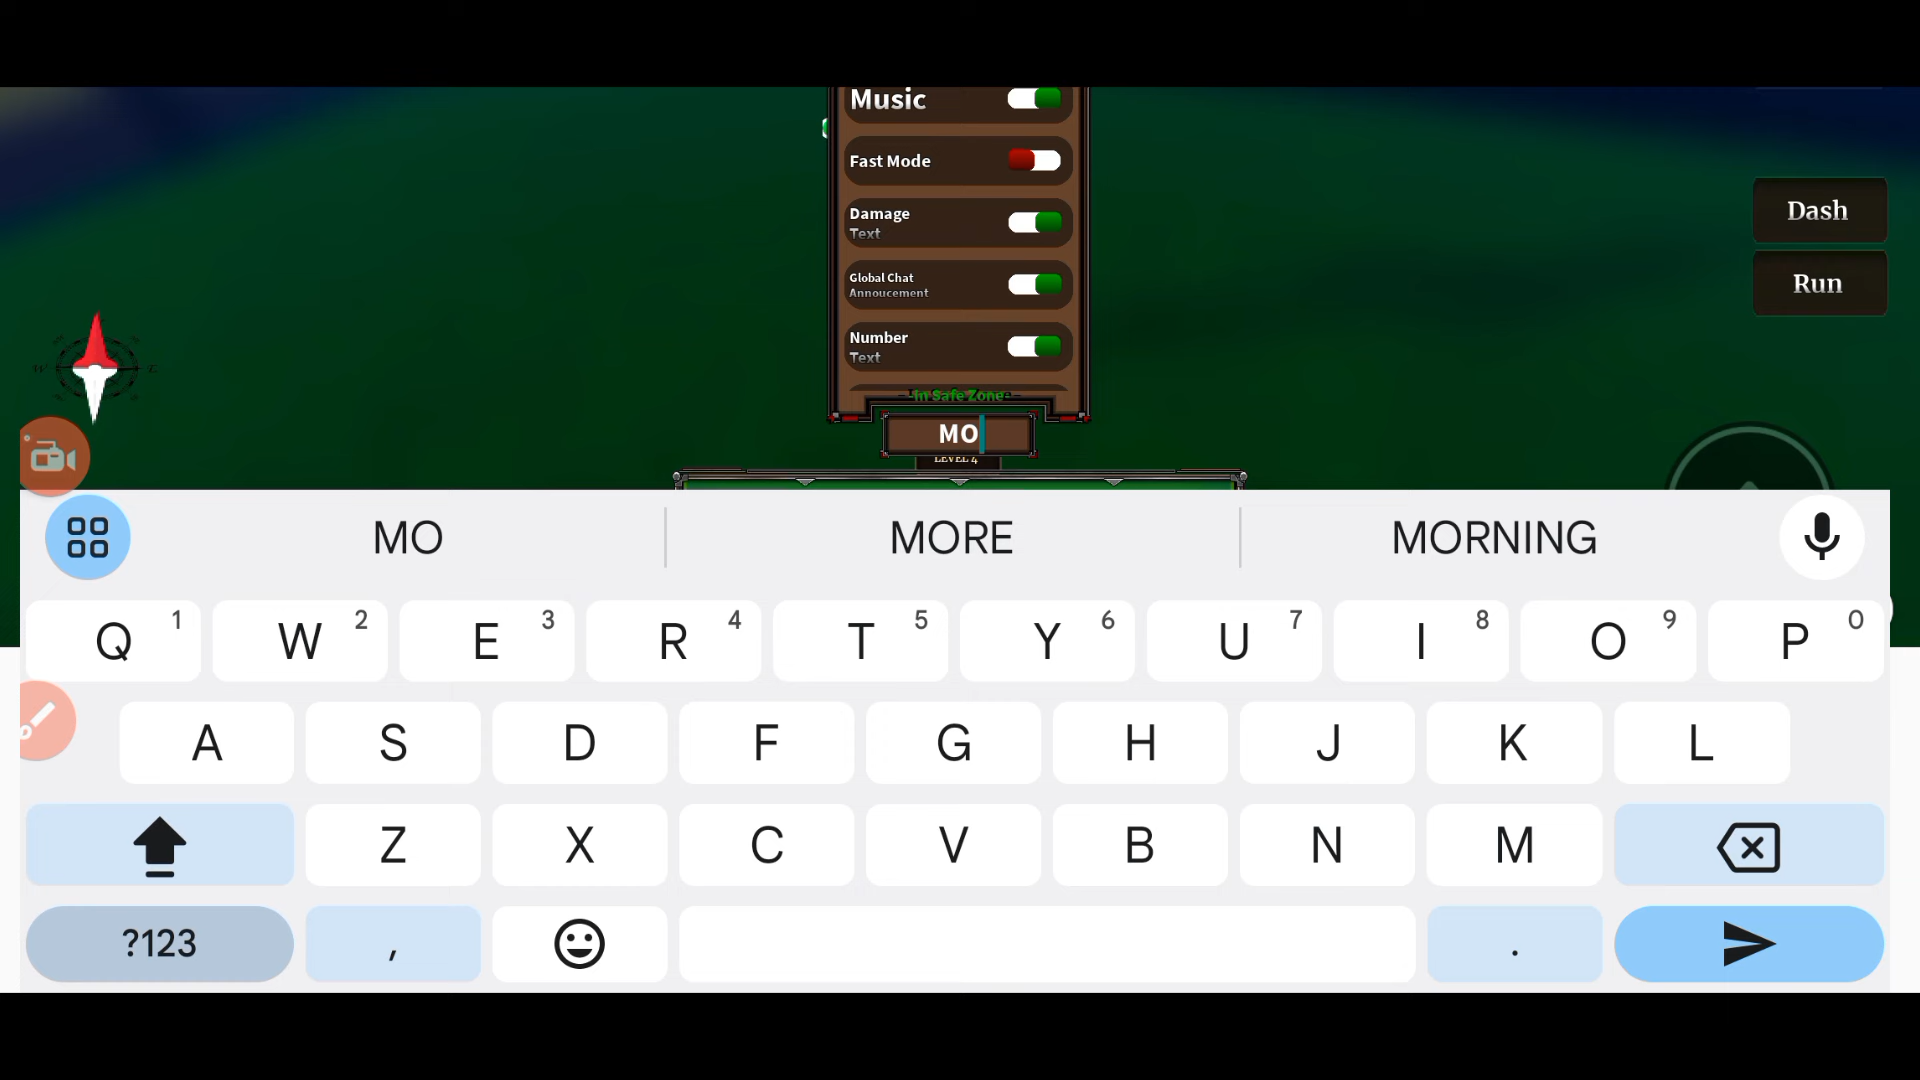 Music
Fast Mode
Damage
Text
Global Chat
Annoucement
Number
Text
In Safe Zone
MO
LEVEL 4
Dash
Run
W E
MO MORE MORNING
Q 1 W 2 E 3 R 4 T 5 Y 6 U 7 I 8 O 9 P 0
A S D F G H J K L
Z X C V B N M
?123 , .